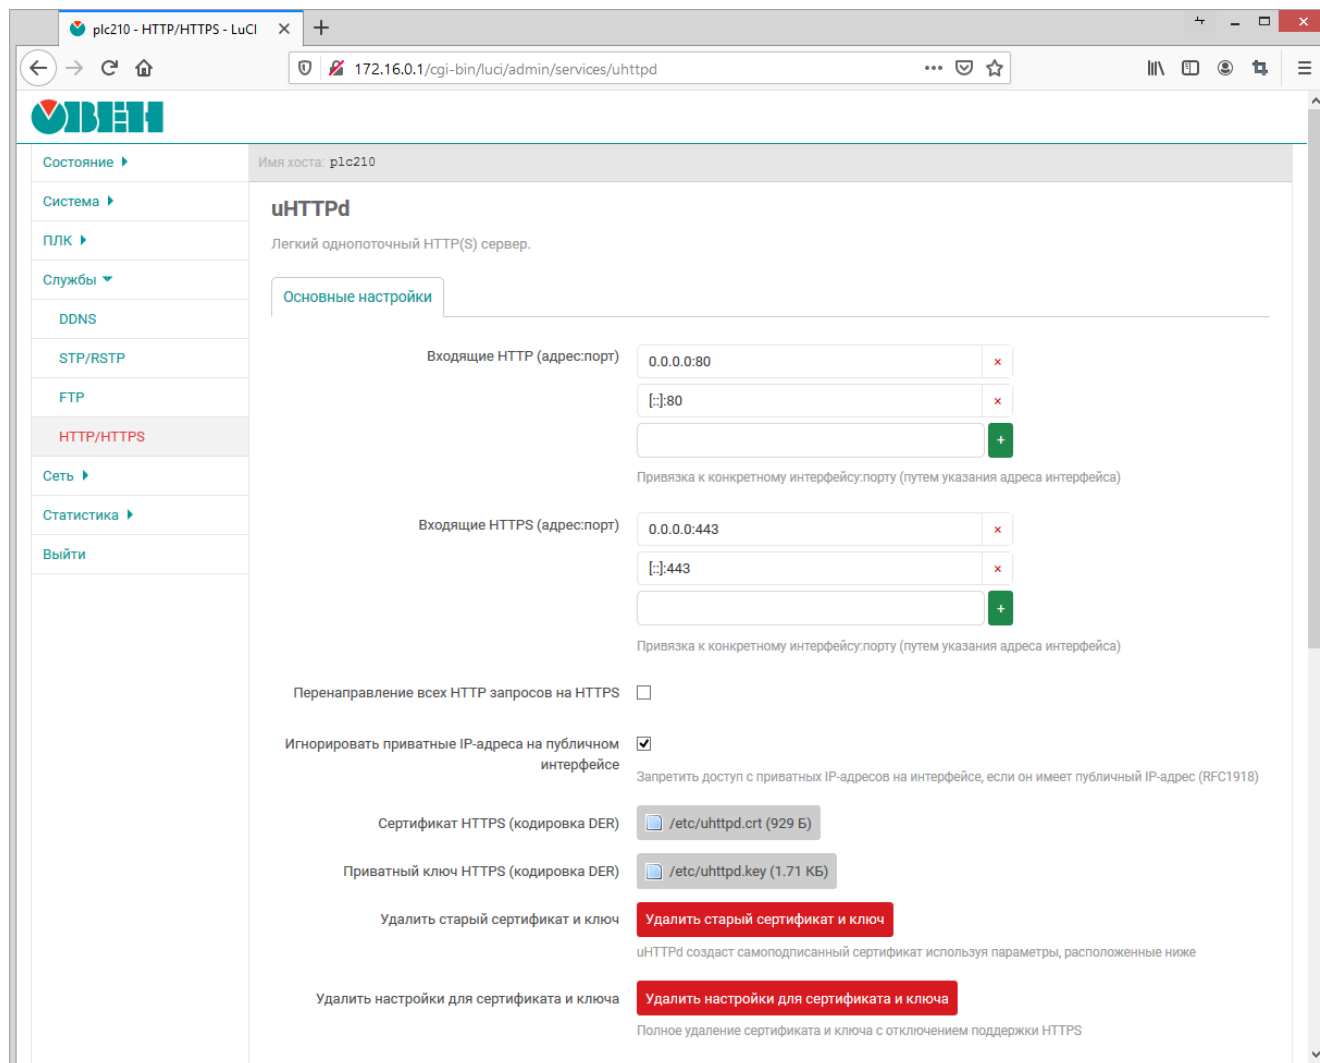 plc210 - HTTP/HTTPS - LuCI
172.16.0.1/cgi-bin/luci/admin/services/uhttpd
ОВЕН
Состояние
Система
ПЛК
Службы
DDNS
STP/RSTP
FTP
HTTP/HTTPS
Сеть
Статистика
Выйти
Имя хоста: plc210
uHTTPd
Легкий однопоточный HTTP(S) сервер.
Основные настройки
Входящие HTTP (адрес:порт)
0.0.0.0:80
[::]:80
Привязка к конкретному интерфейсу:порту (путем указания адреса интерфейса)
Входящие HTTPS (адрес:порт)
0.0.0.0:443
[::]:443
Привязка к конкретному интерфейсу:порту (путем указания адреса интерфейса)
Перенаправление всех HTTP запросов на HTTPS
Игнорировать приватные IP-адреса на публичном
интерфейсе
Запретить доступ с приватных IP-адресов на интерфейсе, если он имеет публичный IP-адрес (RFC1918)
Сертификат HTTPS (кодировка DER)
/etc/uhttpd.crt (929 Б)
Приватный ключ HTTPS (кодировка DER)
/etc/uhttpd.key (1.71 КБ)
Удалить старый сертификат и ключ
Удалить старый сертификат и ключ
uHTTPd создаст самоподписанный сертификат используя параметры, расположенные ниже
Удалить настройки для сертификата и ключа
Удалить настройки для сертификата и ключа
Полное удаление сертификата и ключа с отключением поддержки HTTPS